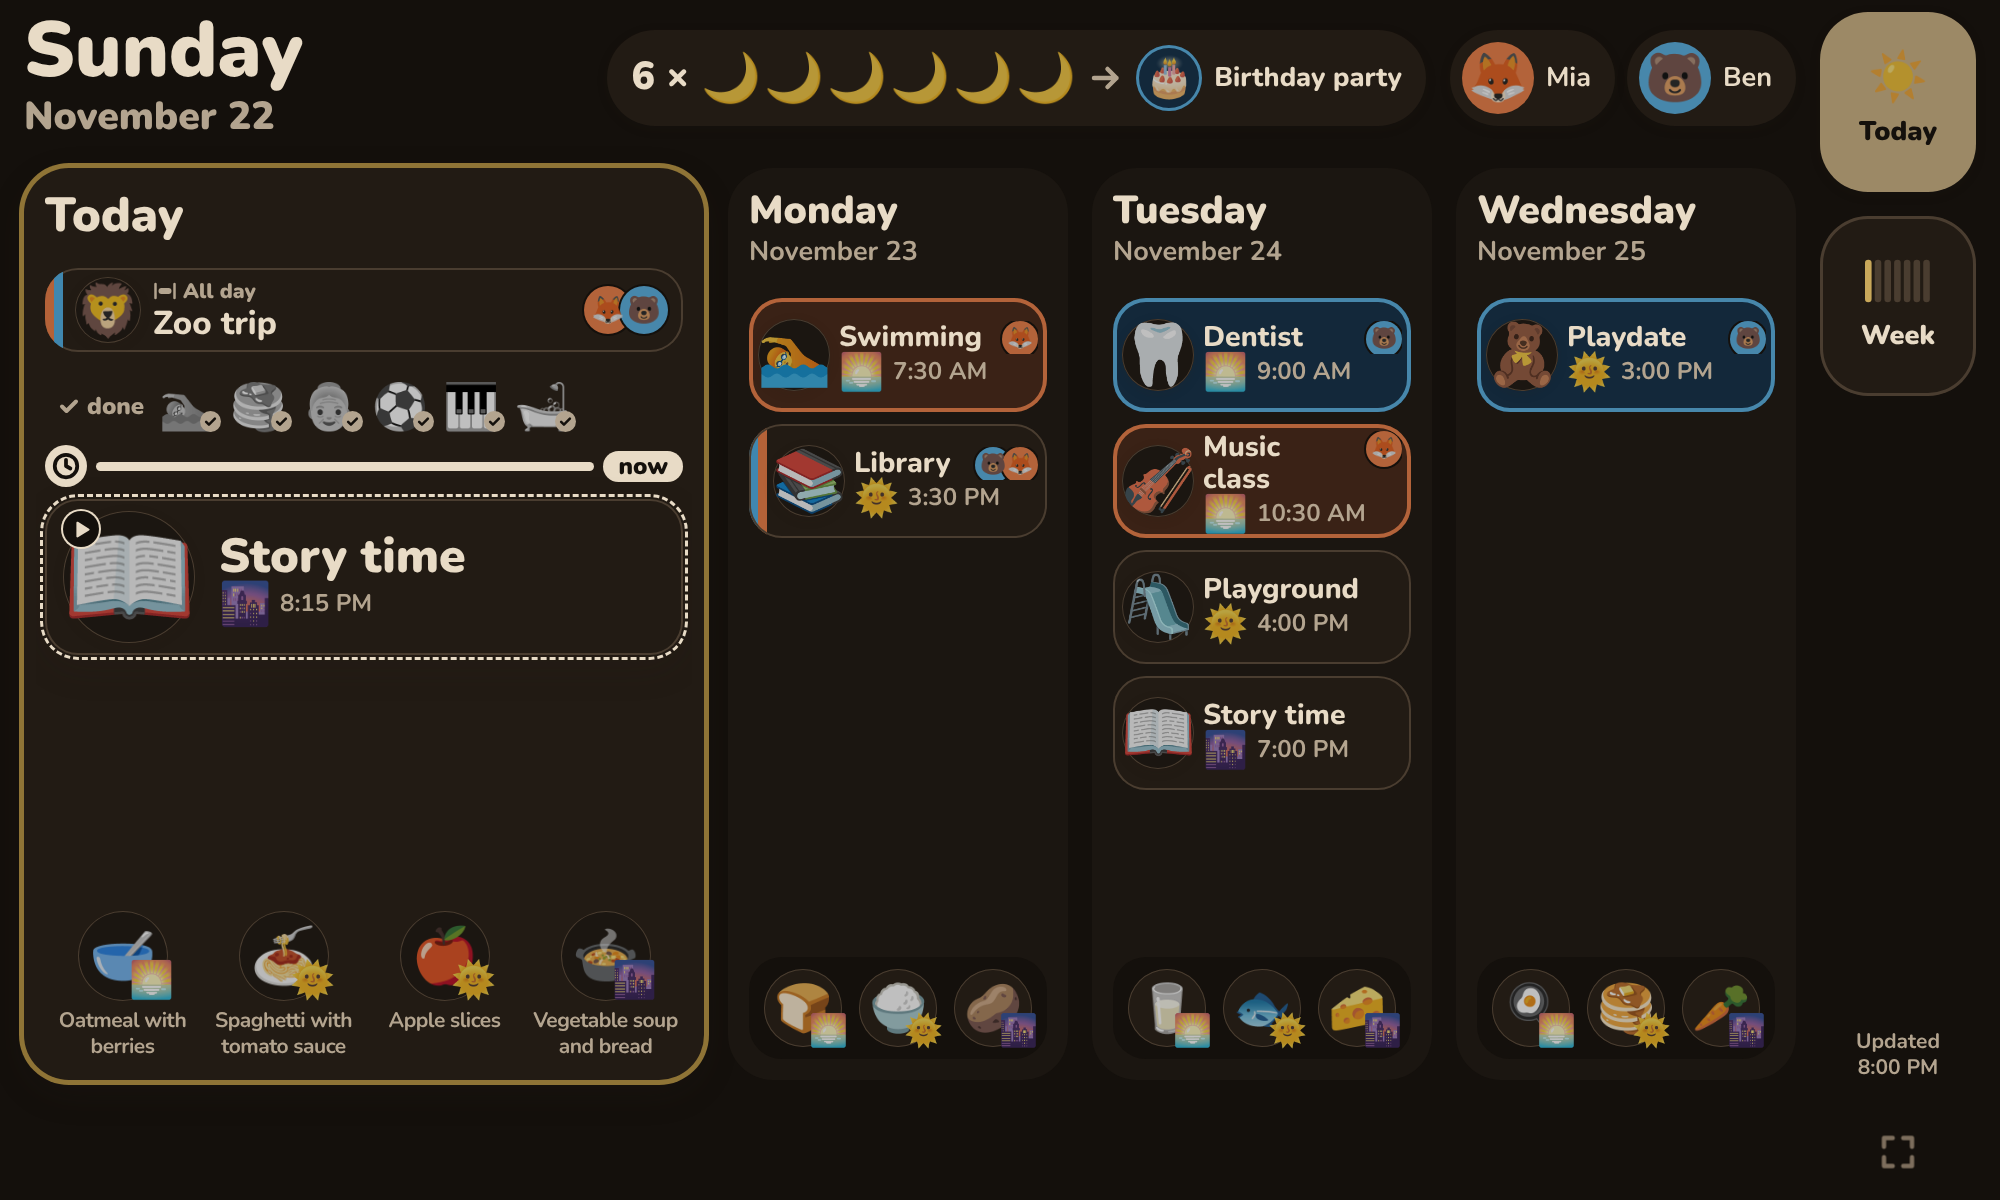 Sunday
November 22
6 × → Birthday party
Mia
Ben
Today
Week
Today
All day
Zoo trip
done
now
Story time
8:15 PM
Oatmeal with
berries
Spaghetti with
tomato sauce
Apple slices
Vegetable soup
and bread
Monday
November 23
Swimming
7:30 AM
Library
3:30 PM
Tuesday
November 24
Dentist
9:00 AM
Music
class
10:30 AM
Playground
4:00 PM
Story time
7:00 PM
Wednesday
November 25
Playdate
3:00 PM
Updated
8:00 PM